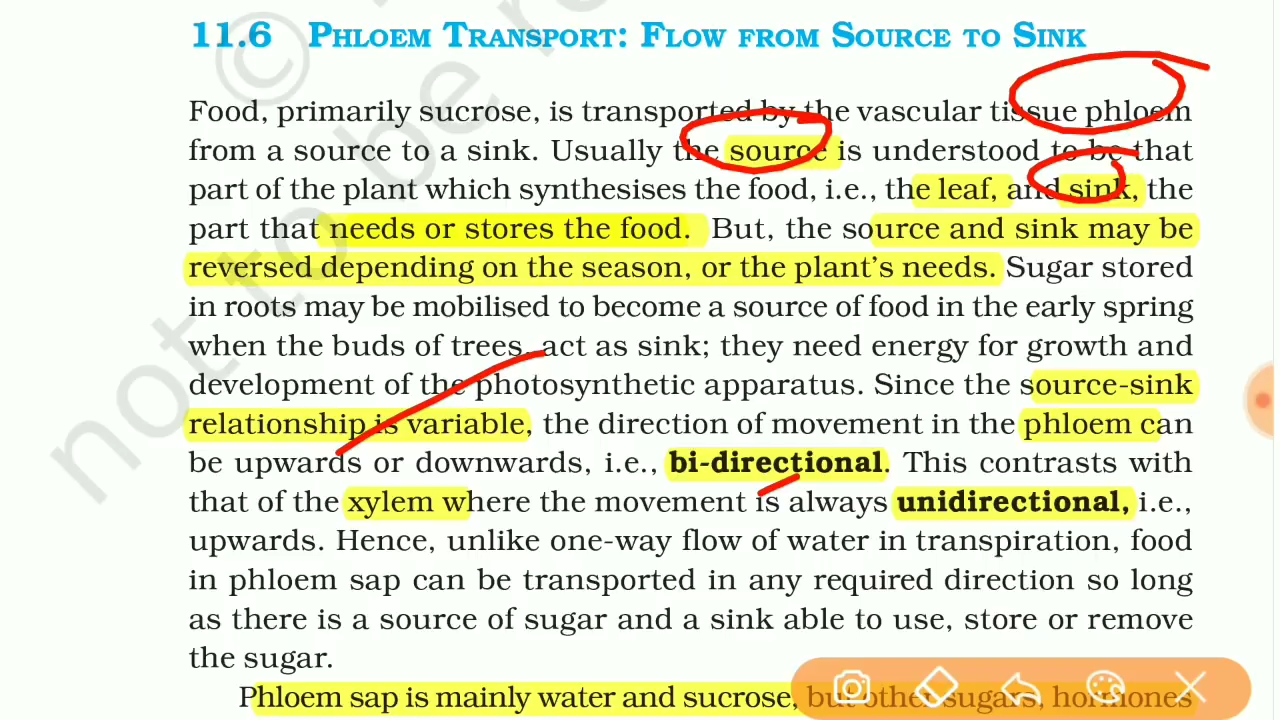 11.6 Phloem Transport: Flow from Source to Sink
Food, primarily sucrose, is transported by the vascular tissue phloem
from a source to a sink. Usually the source is understood to be that
part of the plant which synthesises the food, i.e., the leaf, and sink, the
part that needs or stores the food. But, the source and sink may be
reversed depending on the season, or the plant's needs. Sugar stored
in roots may be mobilised to become a source of food in the early spring
when the buds of trees, act as sink; they need energy for growth and
development of the photosynthetic apparatus. Since the source-sink
relationship is variable, the direction of movement in the phloem can
be upwards or downwards, i.e., bi-directional. This contrasts with
that of the xylem where the movement is always unidirectional, i.e.,
upwards. Hence, unlike one-way flow of water in transpiration, food
in phloem sap can be transported in any required direction so long
as there is a source of sugar and a sink able to use, store or remove
the sugar.
Phloem sap is mainly water and sucrose, but other sugars, hormones
© not to be re